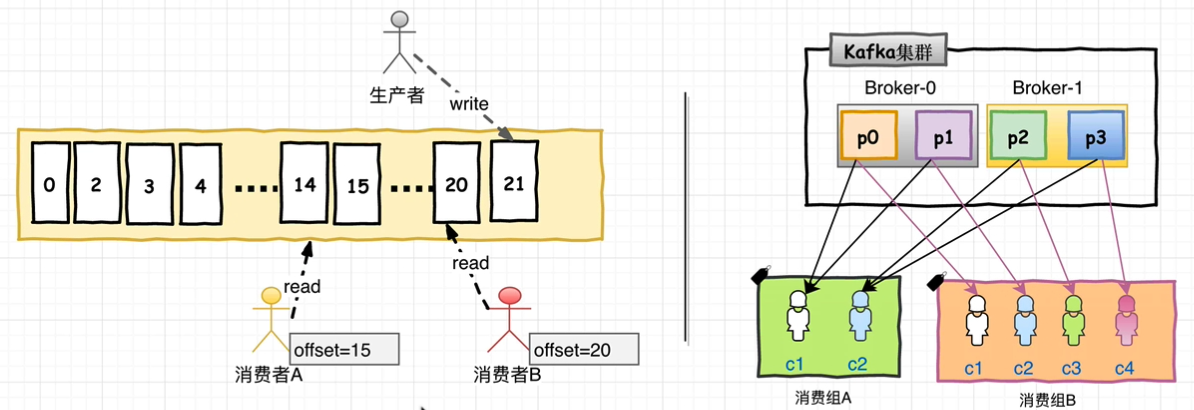 生产者
write
0
2
3
4
14
15
20
21
read
read
offset=15
offset=20
消费者A
消费者B
Kafka集群
Broker-0
Broker-1
p0
p1
p2
p3
c1
c2
c1
c2
c3
c4
消费组A
消费组B